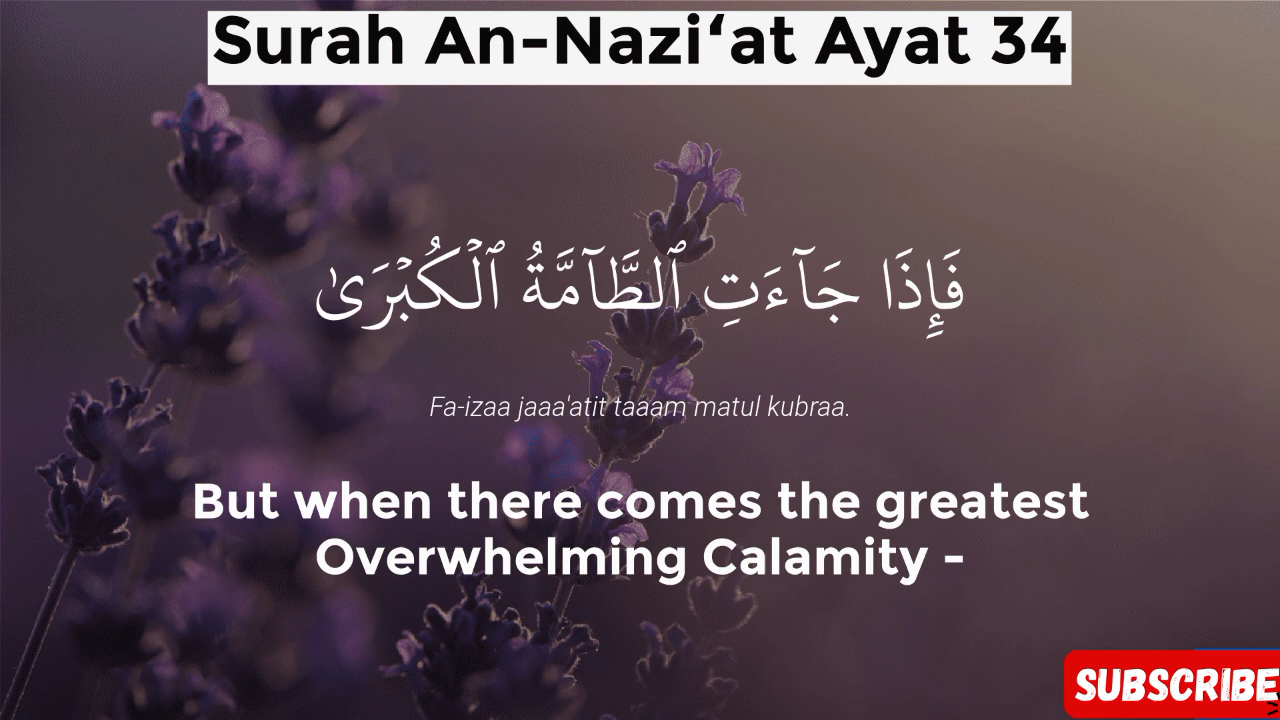 Surah An-Nazi‘at Ayat 34
فَإِذَا جَآءَتِ ٱلطَّآمَّةُ ٱلْكُبْرَىٰ
Fa-izaa jaaa'atit taaam matul kubraa.
But when there comes the greatest
Overwhelming Calamity -
SUBSCRIBE